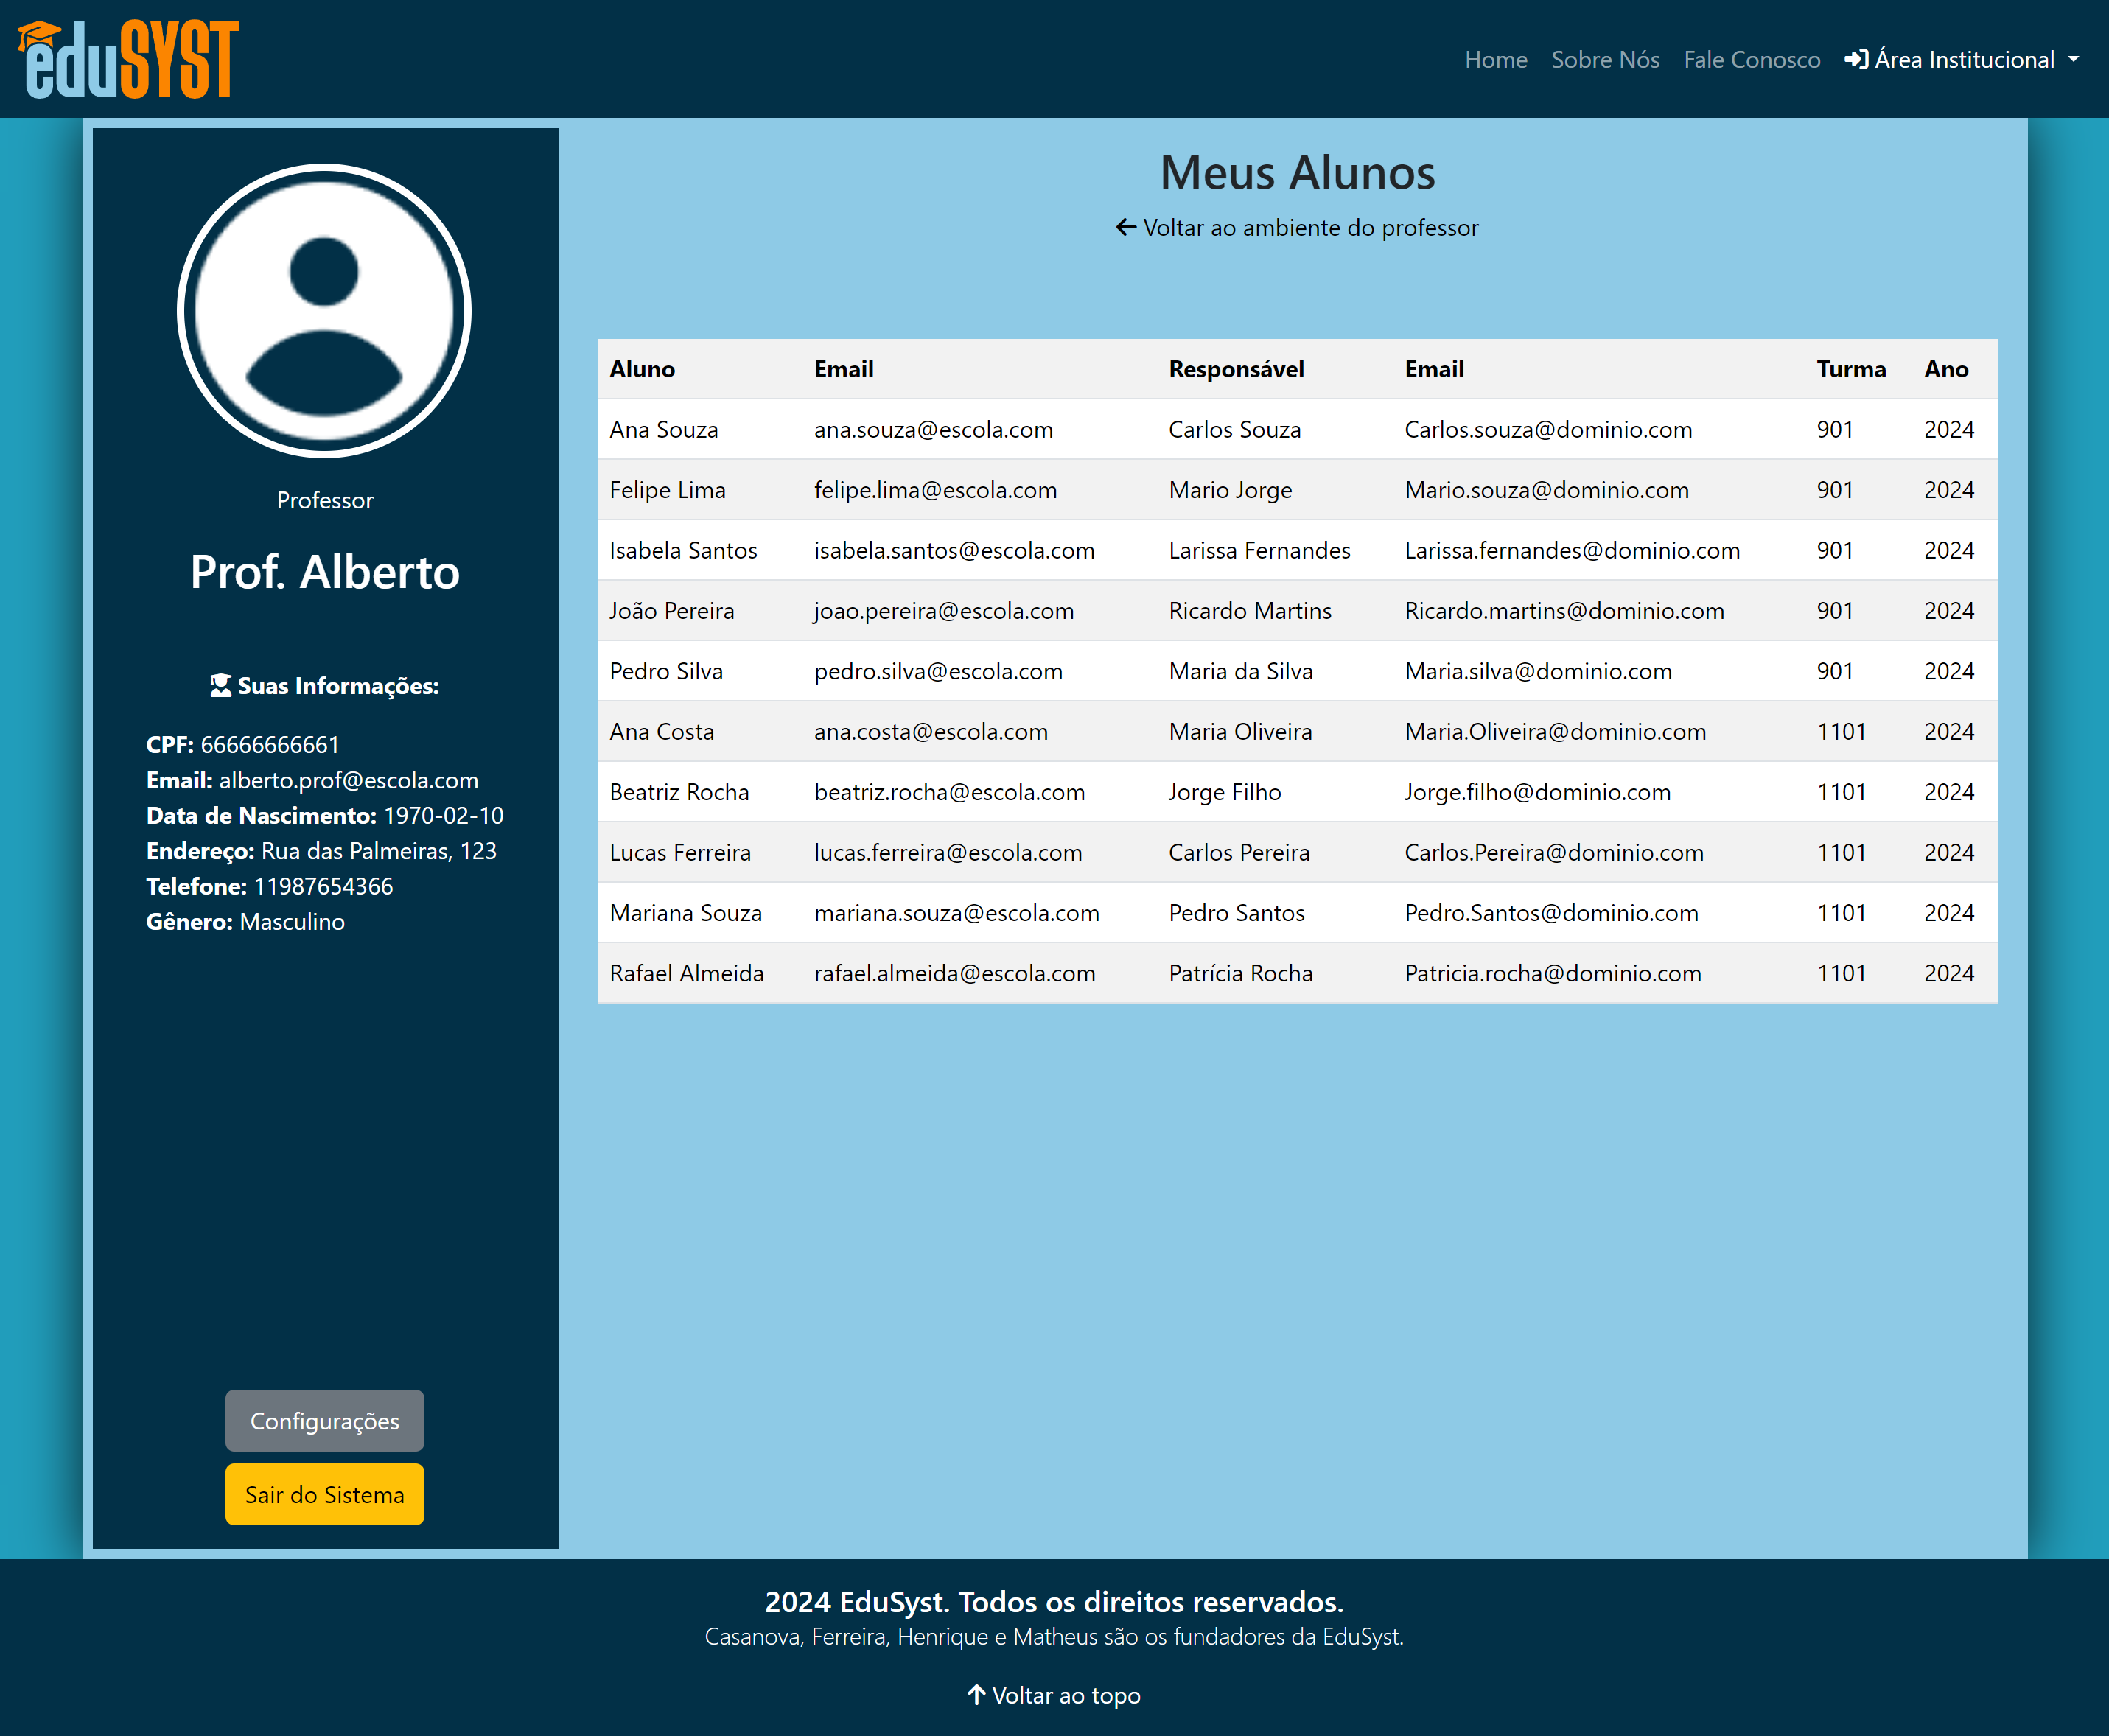 eduSYST
Home Sobre Nós Fale Conosco Área Institucional
Professor
Prof. Alberto
Suas Informações:
CPF: 66666666661
Email: alberto.prof@escola.com
Data de Nascimento: 1970-02-10
Endereço: Rua das Palmeiras, 123
Telefone: 11987654366
Gênero: Masculino
Configurações
Sair do Sistema
Meus Alunos
Voltar ao ambiente do professor
Aluno Email Responsável Email Turma Ano
Ana Souza ana.souza@escola.com Carlos Souza Carlos.souza@dominio.com 901 2024
Felipe Lima felipe.lima@escola.com Mario Jorge Mario.souza@dominio.com 901 2024
Isabela Santos isabela.santos@escola.com Larissa Fernandes Larissa.fernandes@dominio.com 901 2024
João Pereira joao.pereira@escola.com Ricardo Martins Ricardo.martins@dominio.com 901 2024
Pedro Silva pedro.silva@escola.com Maria da Silva Maria.silva@dominio.com 901 2024
Ana Costa ana.costa@escola.com Maria Oliveira Maria.Oliveira@dominio.com 1101 2024
Beatriz Rocha beatriz.rocha@escola.com Jorge Filho Jorge.filho@dominio.com 1101 2024
Lucas Ferreira lucas.ferreira@escola.com Carlos Pereira Carlos.Pereira@dominio.com 1101 2024
Mariana Souza mariana.souza@escola.com Pedro Santos Pedro.Santos@dominio.com 1101 2024
Rafael Almeida rafael.almeida@escola.com Patrícia Rocha Patricia.rocha@dominio.com 1101 2024
2024 EduSyst. Todos os direitos reservados.
Casanova, Ferreira, Henrique e Matheus são os fundadores da EduSyst.
Voltar ao topo